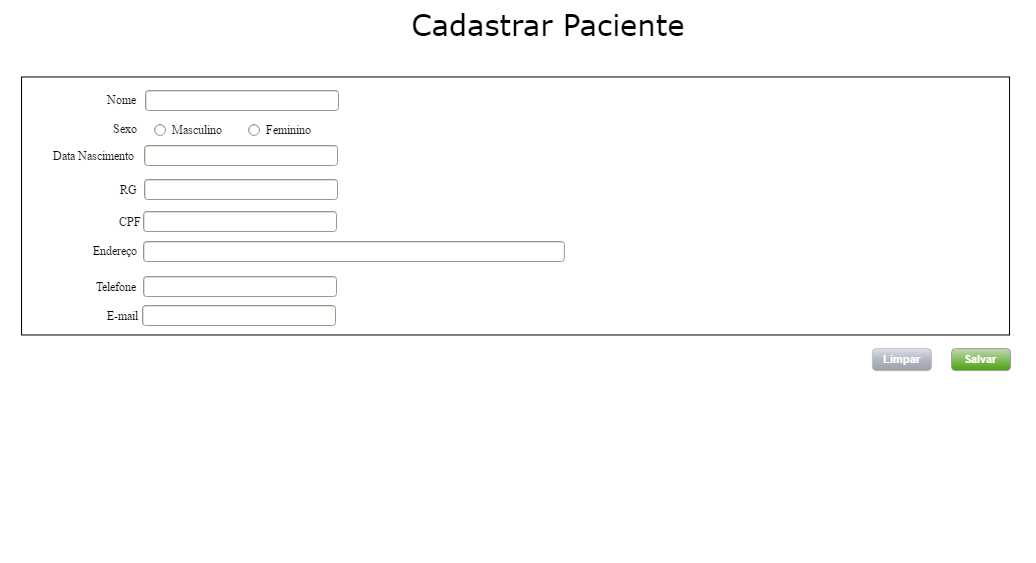 Cadastrar Paciente
Nome
Sexo Masculino Feminino
Data Nascimento
RG
CPF
Endereço
Telefone
E-mail
Limpar Salvar